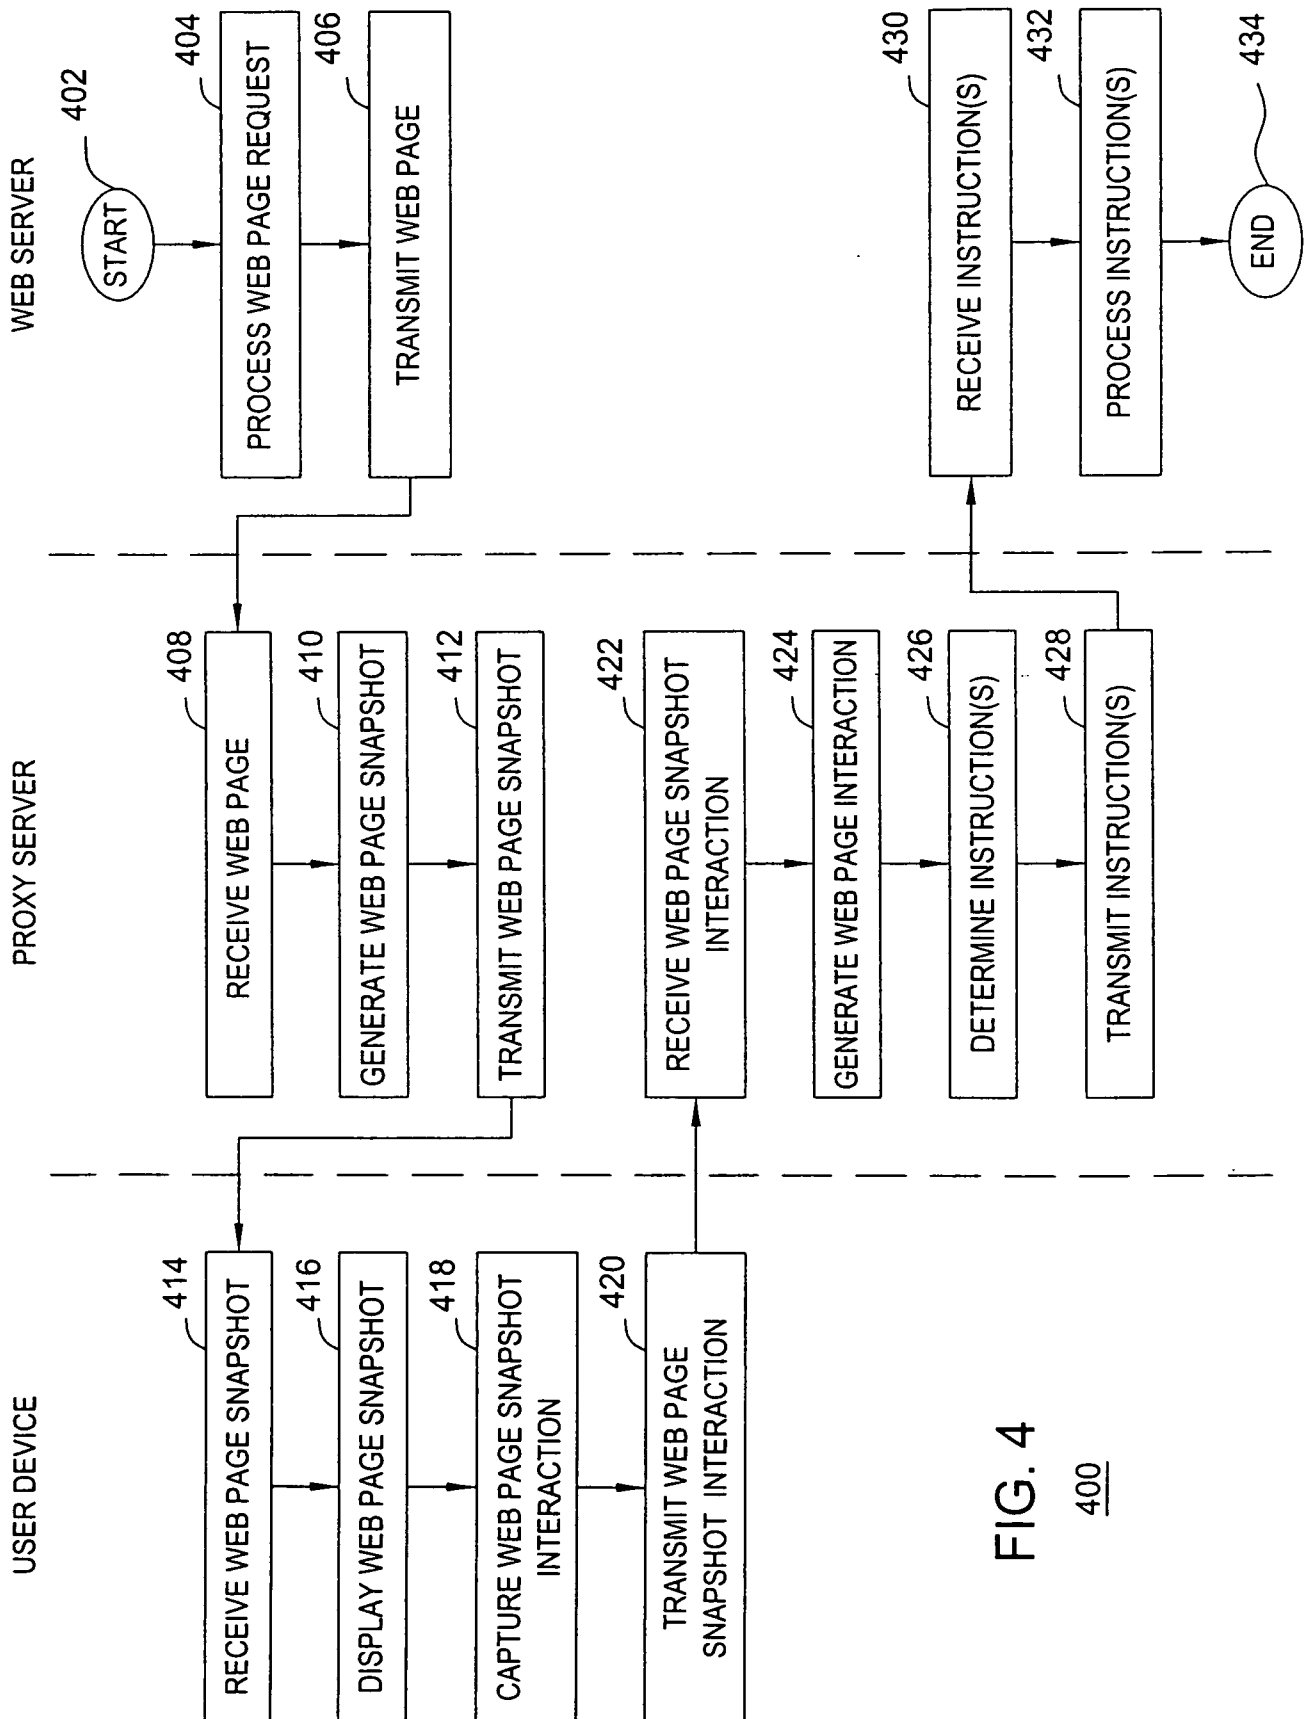 USER DEVICE
PROXY SERVER
WEB SERVER
START
402
PROCESS WEB PAGE REQUEST
404
TRANSMIT WEB PAGE
406
RECEIVE WEB PAGE
408
GENERATE WEB PAGE SNAPSHOT
410
TRANSMIT WEB PAGE SNAPSHOT
412
RECEIVE WEB PAGE SNAPSHOT
414
DISPLAY WEB PAGE SNAPSHOT
416
CAPTURE WEB PAGE SNAPSHOT
INTERACTION
418
TRANSMIT WEB PAGE
SNAPSHOT INTERACTION
420
RECEIVE WEB PAGE SNAPSHOT
INTERACTION
422
GENERATE WEB PAGE INTERACTION
424
DETERMINE INSTRUCTION(S)
426
TRANSMIT INSTRUCTION(S)
428
RECEIVE INSTRUCTION(S)
430
PROCESS INSTRUCTION(S)
432
END
434
FIG. 4
400